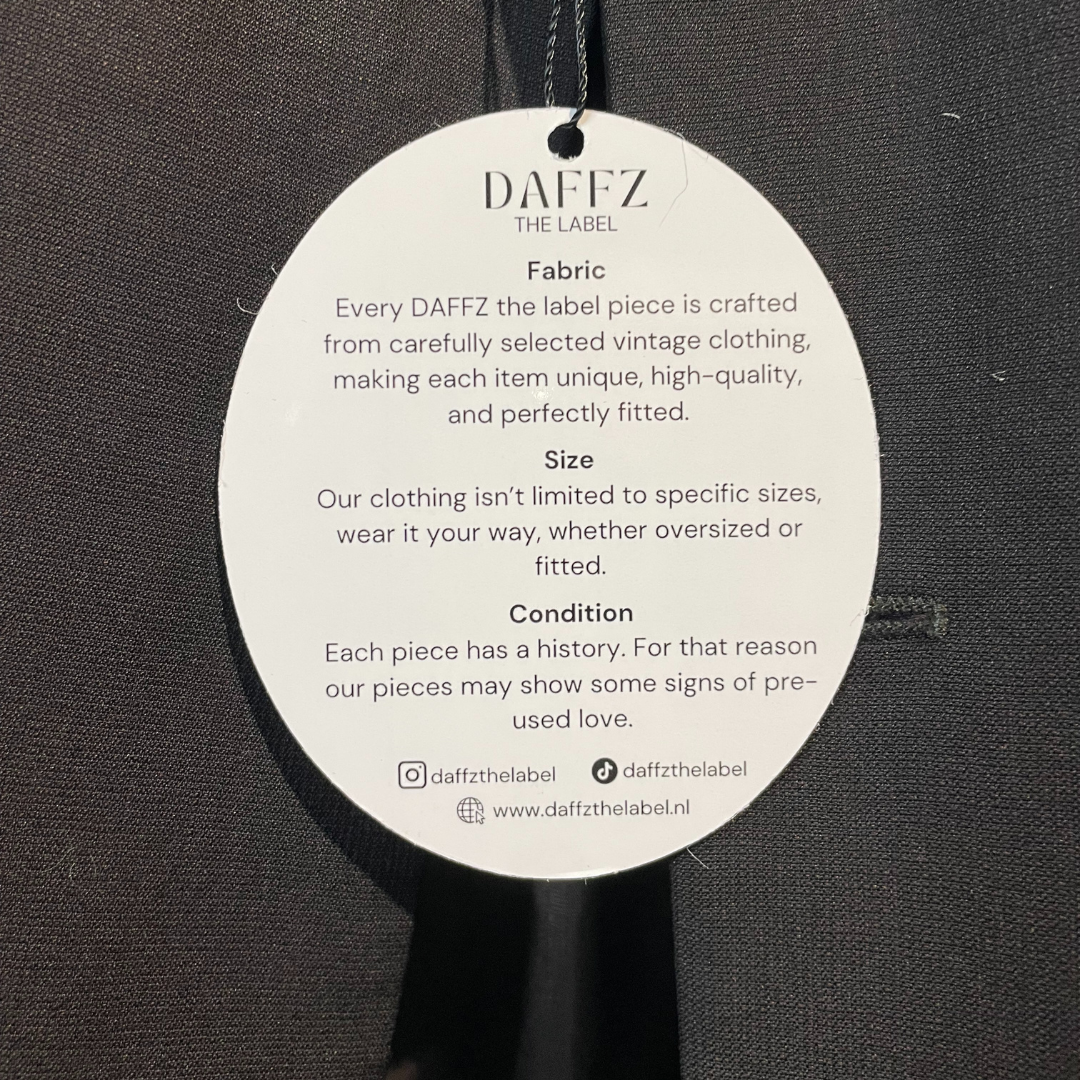 DAFFZ
THE LABEL
Fabric
Every DAFFZ the label piece is crafted
from carefully selected vintage clothing,
making each item unique, high-quality,
and perfectly fitted.
Size
Our clothing isn't limited to specific sizes,
wear it your way, whether oversized or
fitted.
Condition
Each piece has a history. For that reason
our pieces may show some signs of pre-
used love.
daffzthelabel daffzthelabel
www.daffzthelabel.nl